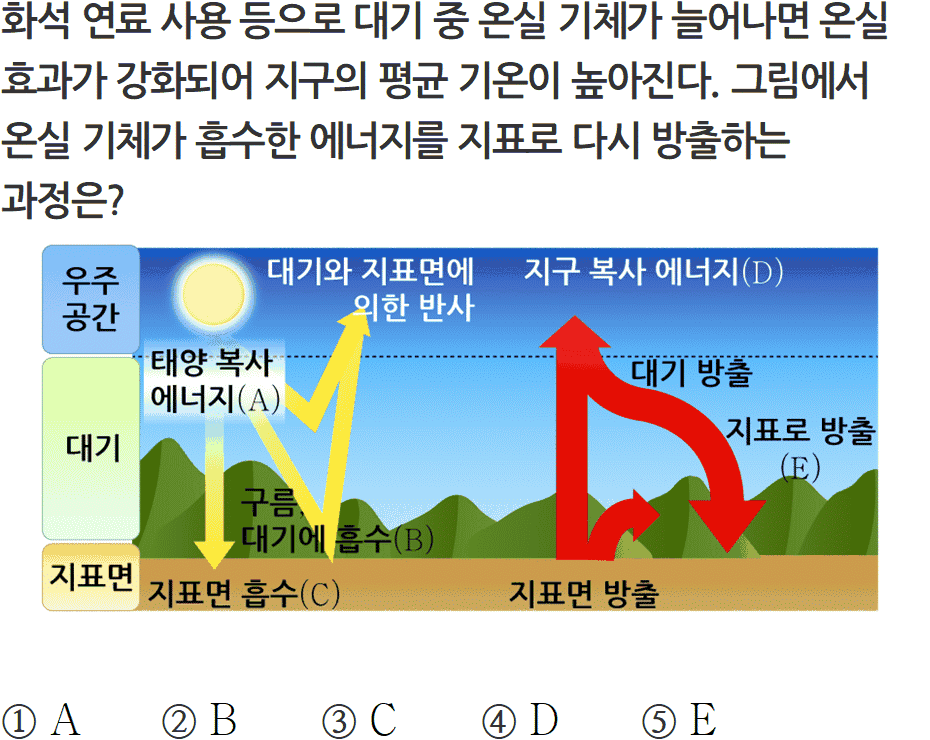 화석 연료 사용 등으로 대기 중 온실 기체가 늘어나면 온실
효과가 강화되어 지구의 평균 기온이 높아진다. 그림에서
온실 기체가 흡수한 에너지를 지표로 다시 방출하는
과정은?
우주
공간
대기와 지표면에
의한 반사
지구 복사 에너지(D)
태양 복사
에너지(A)
대기 방출
지표로 방출
(E)
대기
구름,
대기에 흡수(B)
지표면
지표면 흡수(C)
지표면 방출
① A ② B ③ C ④ D ⑤ E